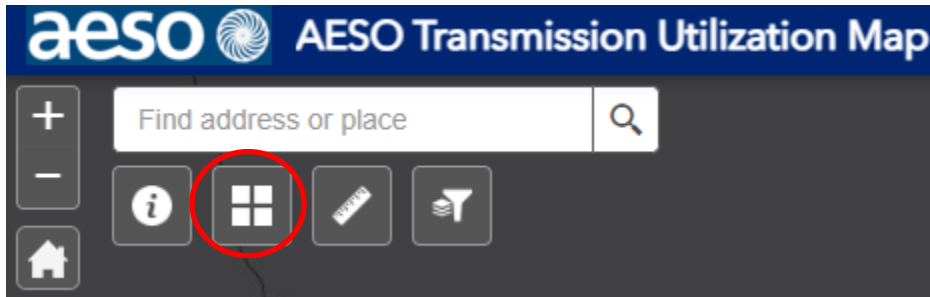 aeso AESO Transmission Utilization Map
+
Find address or place
−
i